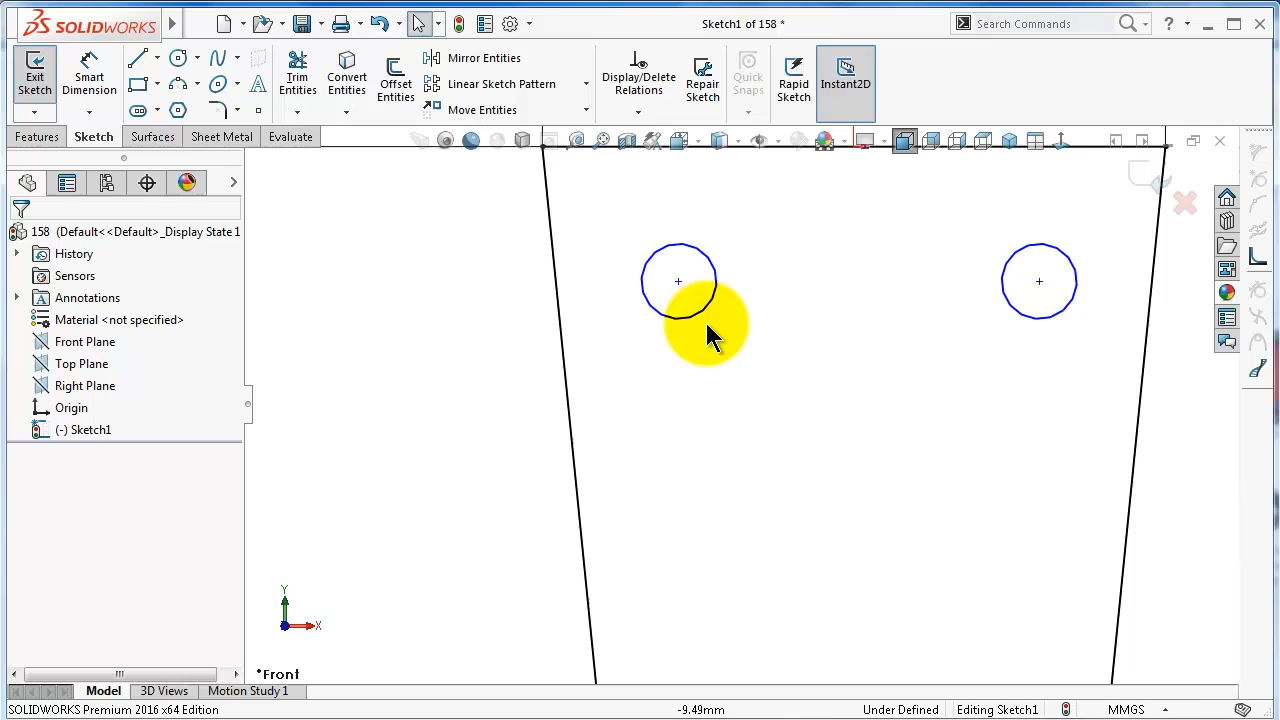 SOLIDWORKS
Sketch1 of 158 *
Search Commands
?
Exit Sketch
Smart Dimension
Trim Entities
Convert Entities
Offset Entities
Mirror Entities
Linear Sketch Pattern
Move Entities
Display/Delete Relations
Repair Sketch
Quick Snaps
Rapid Sketch
Instant2D
Features
Sketch
Surfaces
Sheet Metal
Evaluate
158 (Default<<Default>_Display State 1
History
Sensors
Annotations
Material <not specified>
Front Plane
Top Plane
Right Plane
Origin
(-) Sketch1
Y
X
*Front
Model
3D Views
Motion Study 1
SOLIDWORKS Premium 2016 x64 Edition
-9.49mm
Under Defined
Editing Sketch1
MMGS